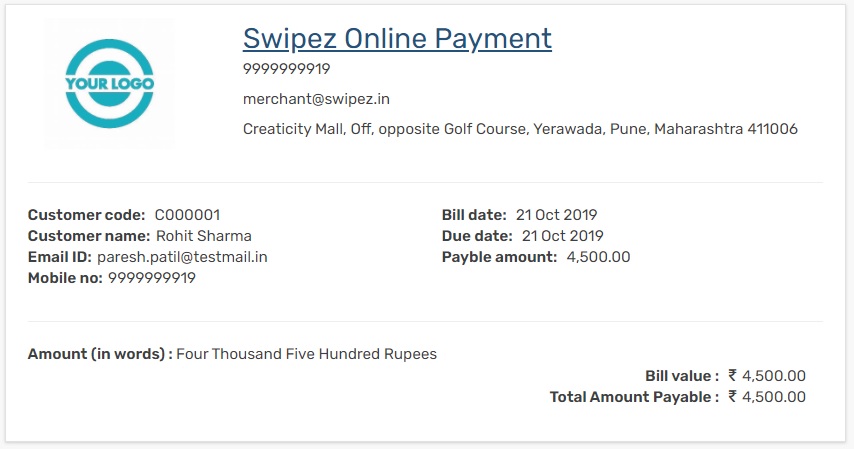 YOUR LOGO
Swipez Online Payment
9999999919
merchant@swipez.in
Creaticity Mall, Off, opposite Golf Course, Yerawada, Pune, Maharashtra 411006
Customer code: C000001
Customer name: Rohit Sharma
Email ID: paresh.patil@testmail.in
Mobile no: 9999999919
Bill date: 21 Oct 2019
Due date: 21 Oct 2019
Payble amount: 4,500.00
Amount (in words) : Four Thousand Five Hundred Rupees
Bill value : ₹ 4,500.00
Total Amount Payable : ₹ 4,500.00